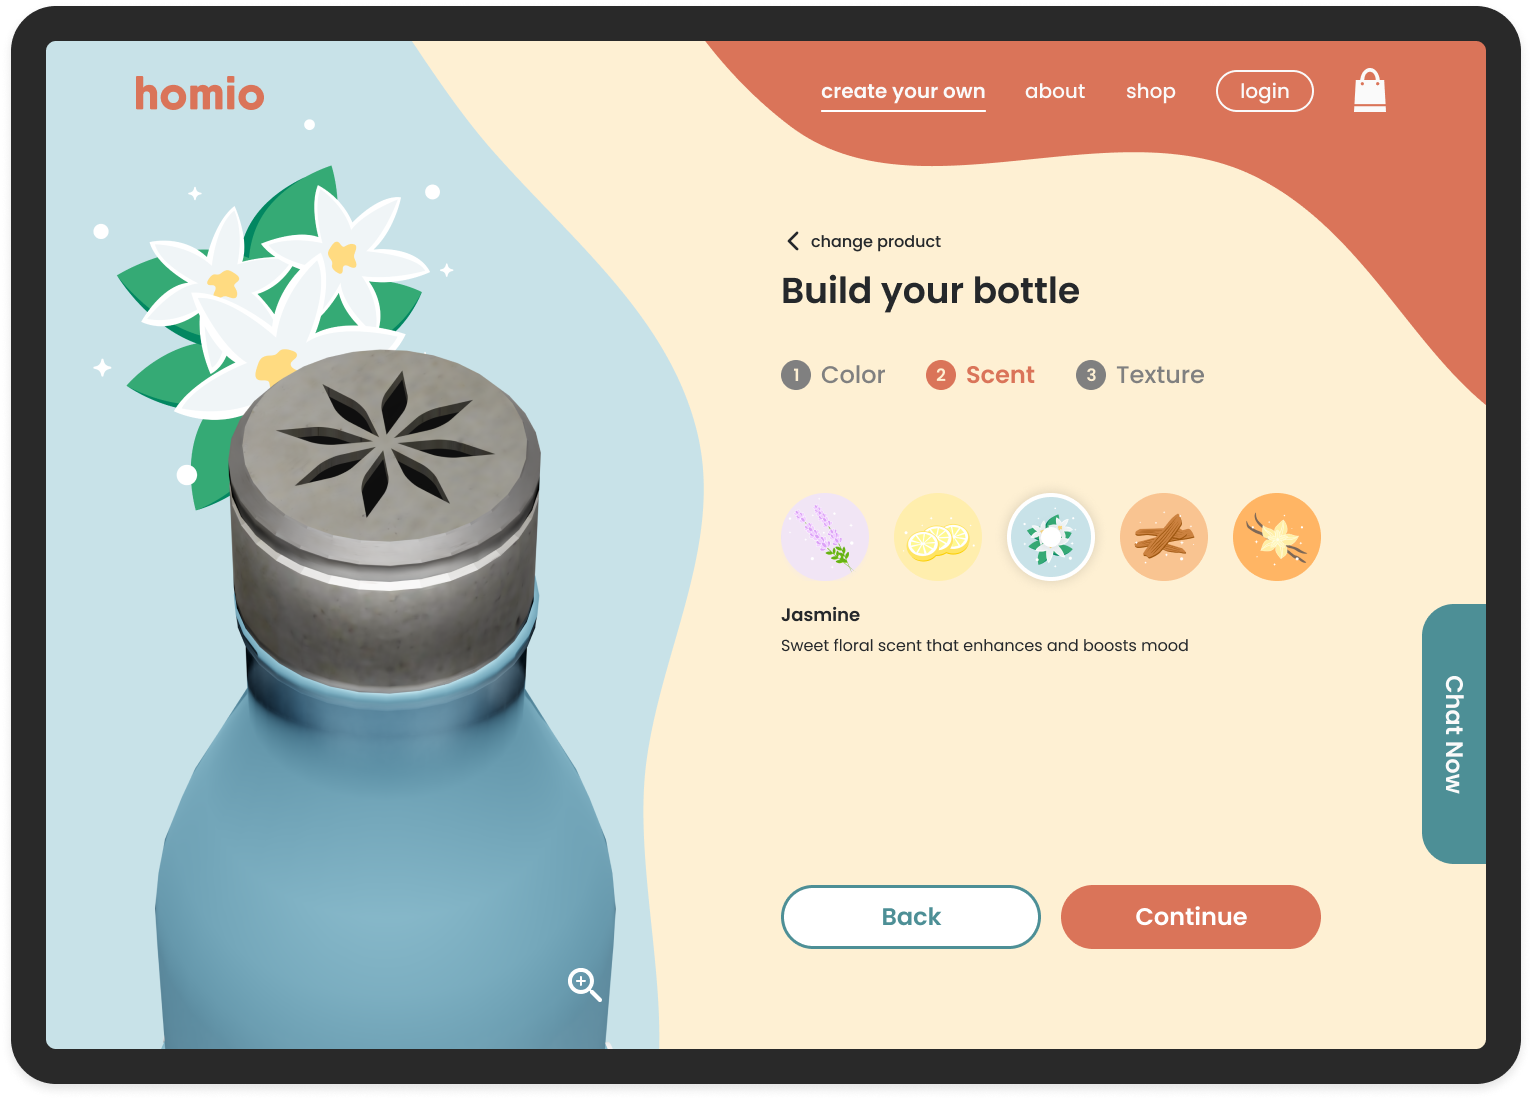 homio
create your own
about
shop
login
change product
Build your bottle
1 Color
2 Scent
3 Texture
Jasmine
Sweet floral scent that enhances and boosts mood
Chat Now
Back
Continue